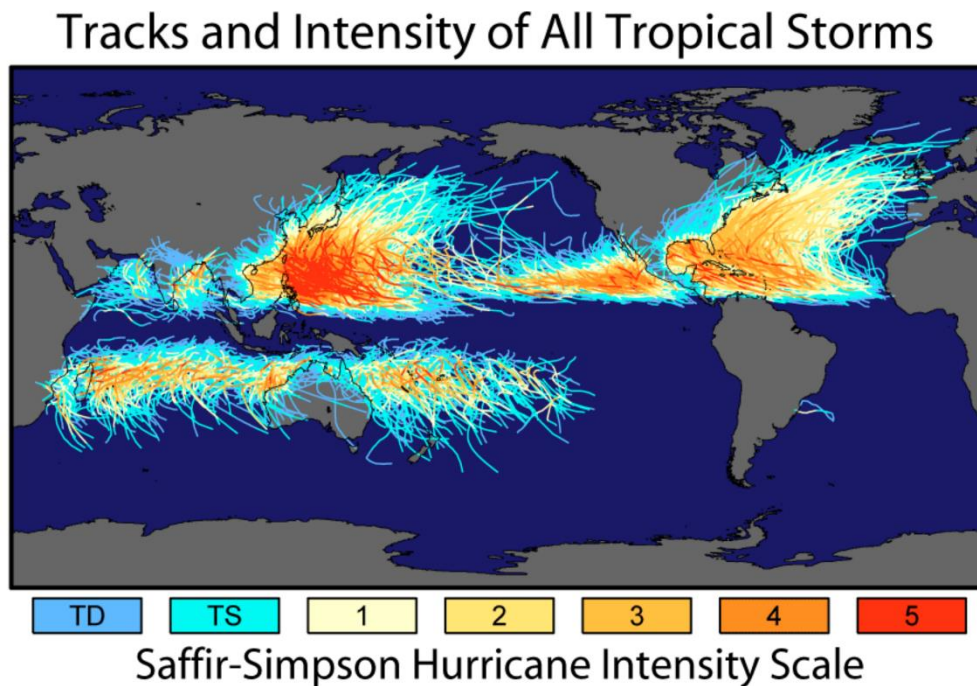 Tracks and Intensity of All Tropical Storms
TD TS 1 2 3 4 5
Saffir-Simpson Hurricane Intensity Scale